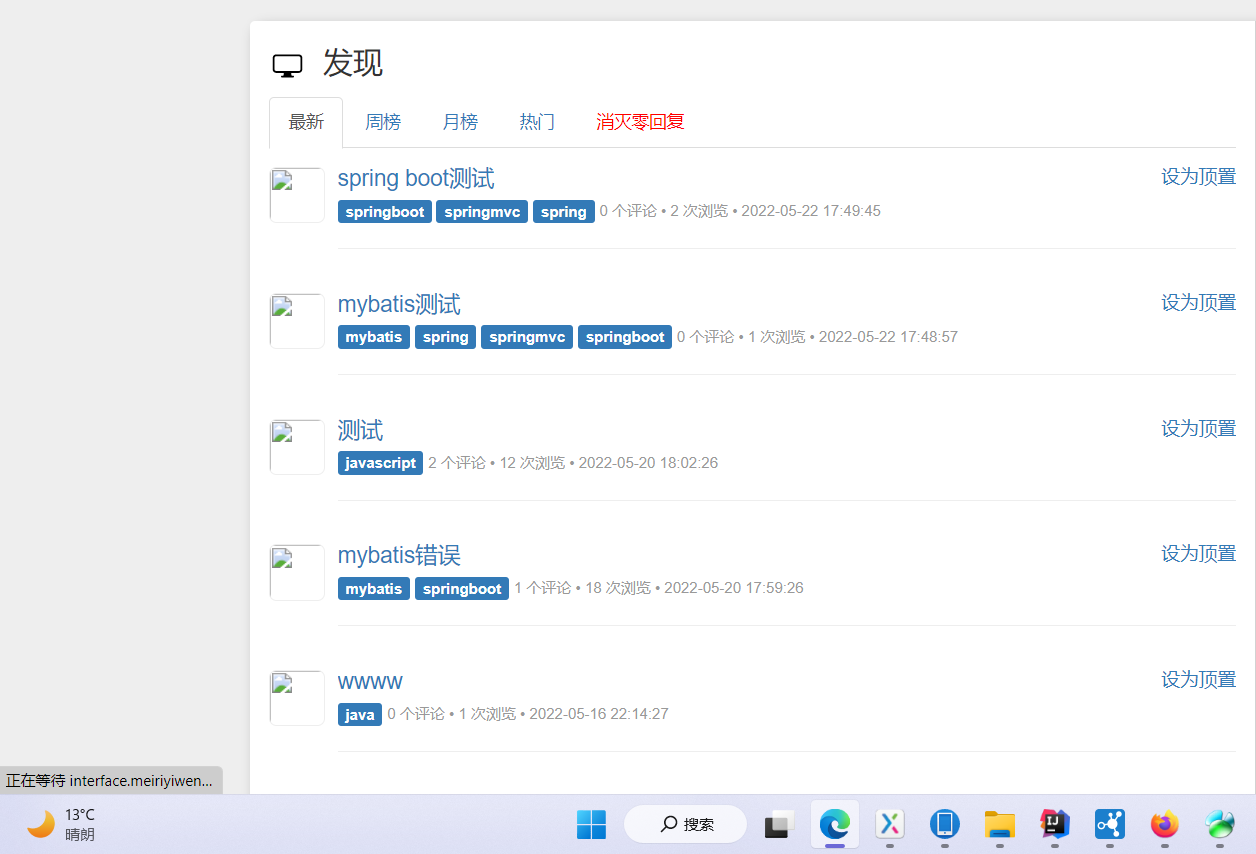 发现
最新 周榜 月榜 热门 消灭零回复
spring boot测试 设为顶置
springboot springmvc spring 0 个评论 • 2 次浏览 • 2022-05-22 17:49:45
mybatis测试 设为顶置
mybatis spring springmvc springboot 0 个评论 • 1 次浏览 • 2022-05-22 17:48:57
测试 设为顶置
javascript 2 个评论 • 12 次浏览 • 2022-05-20 18:02:26
mybatis错误 设为顶置
mybatis springboot 1 个评论 • 18 次浏览 • 2022-05-20 17:59:26
wwww 设为顶置
java 0 个评论 • 1 次浏览 • 2022-05-16 22:14:27
正在等待 interface.meiriyiwen...
13°C
晴朗
搜索
IJ